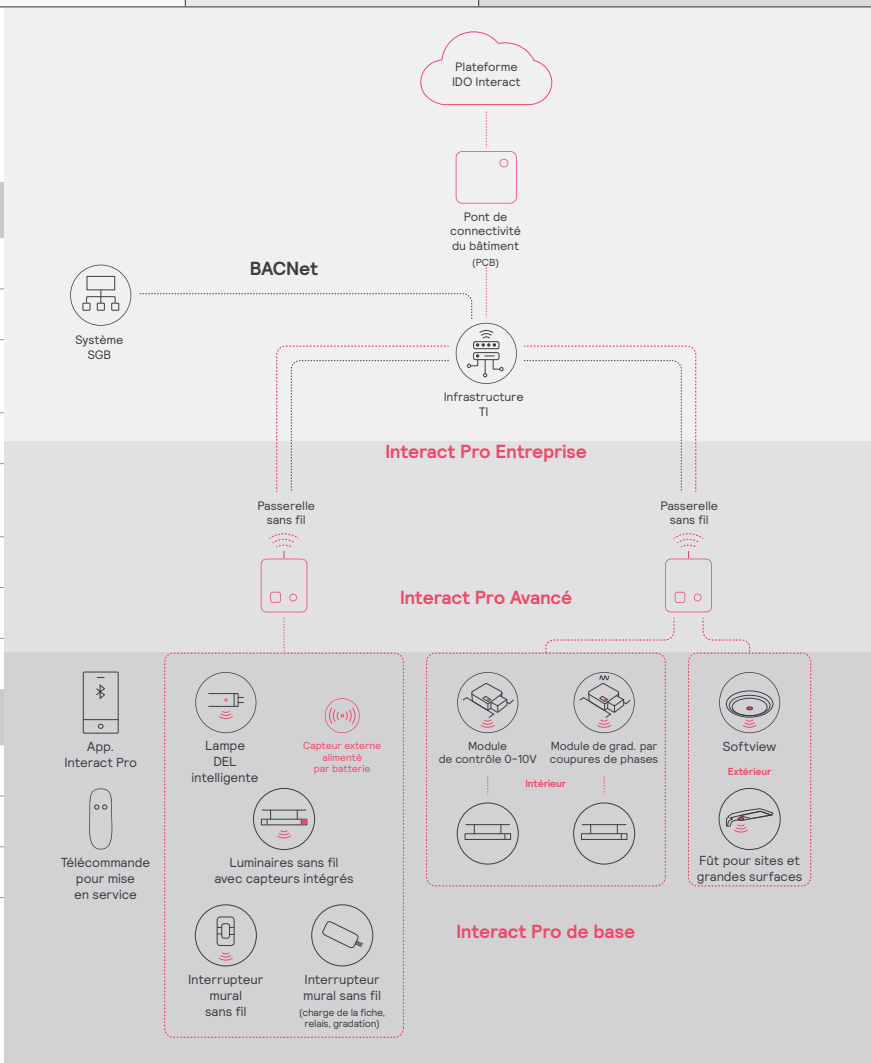 Plateforme
IDO Interact
Pont de
connectivité
du bâtiment
(PCB)
BACNet
Système
SGB
Infrastructure
TI
Interact Pro Entreprise
Passerelle
sans fil
Passerelle
sans fil
Interact Pro Avancé
App.
Interact Pro
Lampe
DEL
intelligente
Capteur externe
alimenté
par batterie
Module
de contrôle 0-10V
Module de grad. par
coupures de phases
Intérieur
Softview
Extérieur
Télécommande
pour mise
en service
Luminaires sans fil
avec capteurs intégrés
Fût pour sites et
grandes surfaces
Interact Pro de base
Interrupteur
mural
sans fil
Interrupteur
mural sans fil
(charge de la fiche,
relais, gradation)